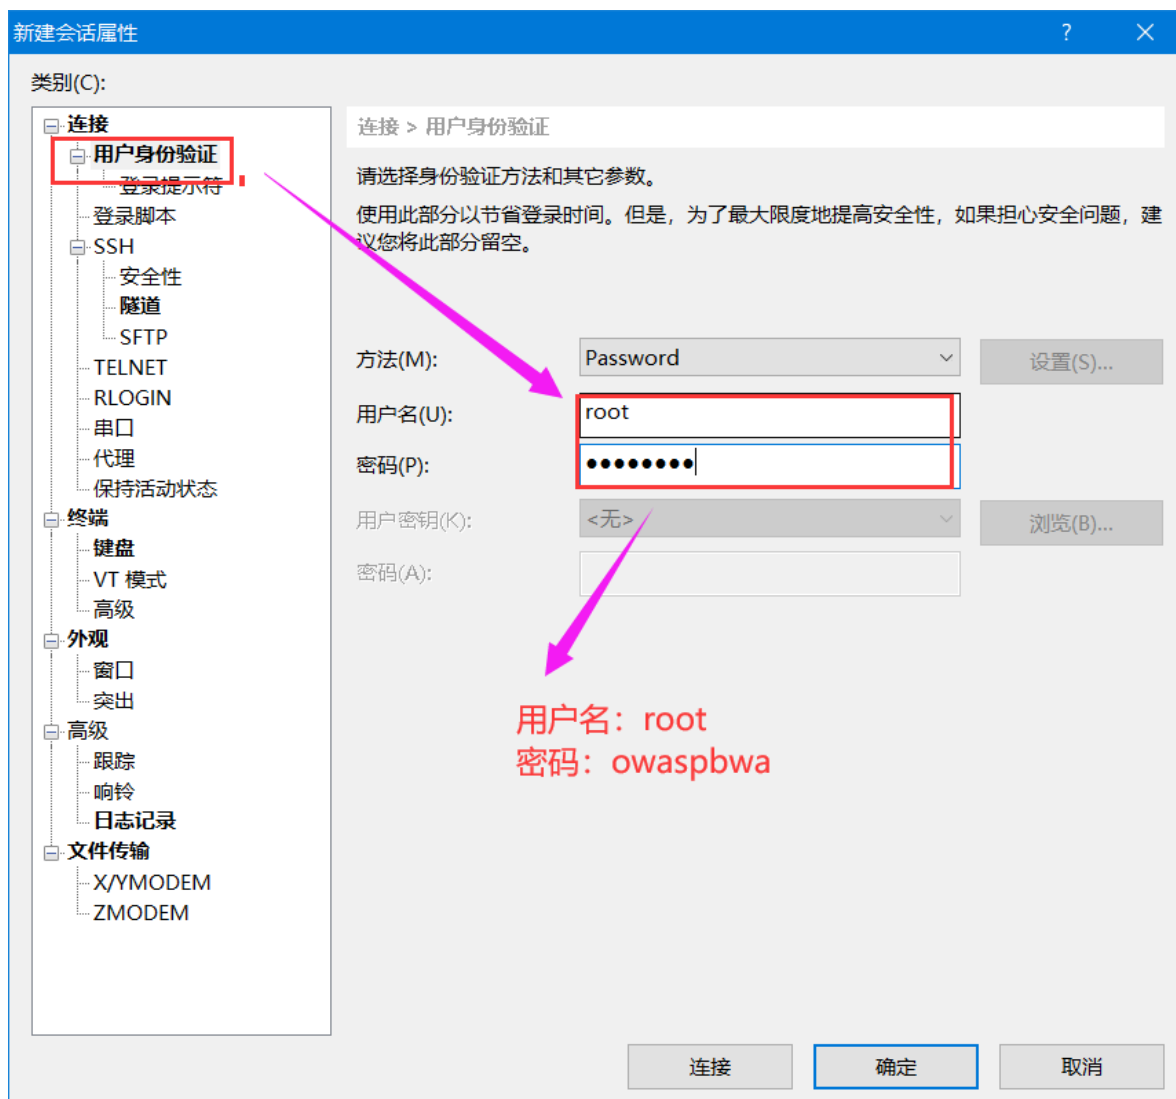 新建会话属性
?
类别(C):
连接
用户身份验证
登录提示符
登录脚本
SSH
安全性
隧道
SFTP
TELNET
RLOGIN
串口
代理
保持活动状态
终端
键盘
VT 模式
高级
外观
窗口
突出
高级
跟踪
响铃
日志记录
文件传输
X/YMODEM
ZMODEM
连接 > 用户身份验证
请选择身份验证方法和其它参数。
使用此部分以节省登录时间。但是，为了最大限度地提高安全性，如果担心安全问题，建
议您将此部分留空。
方法(M):
Password
设置(S)...
用户名(U):
root
密码(P):
●●●●●●●●
用户密钥(K):
<无>
浏览(B)...
密码(A):
用户名：root
密码：owaspbwa
连接
确定
取消